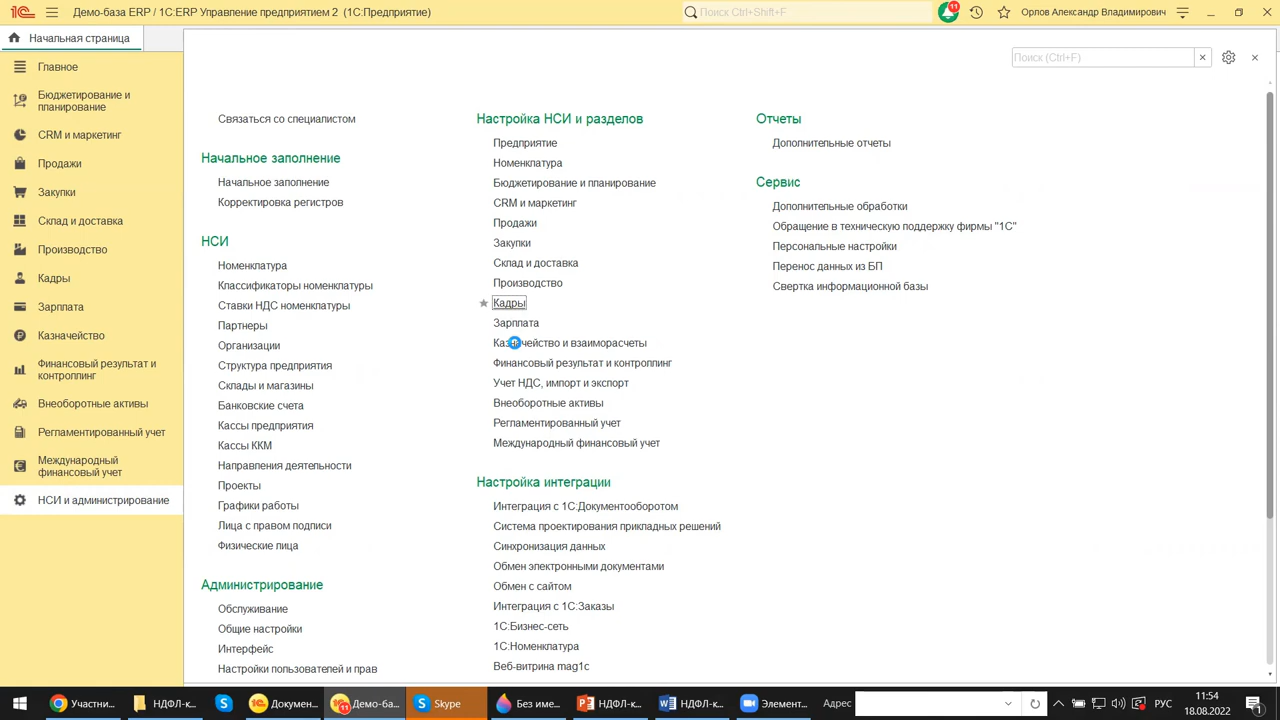 Демо-база ERP / 1С:ERP Управление предприятием 2 (1С:Предприятие)
Поиск Ctrl+Shift+F
11
Орлов Александр Владимирович
Начальная страница
Главное
Бюджетирование и
планирование
CRM и маркетинг
Продажи
Закупки
Склад и доставка
Производство
Кадры
Зарплата
Казначейство
Финансовый результат и
контроллинг
Внеоборотные активы
Регламентированный учет
Международный
финансовый учет
НСИ и администрирование
Поиск (Ctrl+F)
Связаться со специалистом
Начальное заполнение
Начальное заполнение
Корректировка регистров
НСИ
Номенклатура
Классификаторы номенклатуры
Ставки НДС номенклатуры
Партнеры
Организации
Структура предприятия
Склады и магазины
Банковские счета
Кассы предприятия
Кассы ККМ
Направления деятельности
Проекты
Графики работы
Лица с правом подписи
Физические лица
Администрирование
Обслуживание
Общие настройки
Интерфейс
Настройки пользователей и прав
Настройка НСИ и разделов
Предприятие
Номенклатура
Бюджетирование и планирование
CRM и маркетинг
Продажи
Закупки
Склад и доставка
Производство
Кадры
Зарплата
Казначейство и взаиморасчеты
Финансовый результат и контроллинг
Учет НДС, импорт и экспорт
Внеоборотные активы
Регламентированный учет
Международный финансовый учет
Настройка интеграции
Интеграция с 1С:Документооборотом
Система проектирования прикладных решений
Синхронизация данных
Обмен электронными документами
Обмен с сайтом
Интеграция с 1С:Заказы
1С:Бизнес-сеть
1С:Номенклатура
Веб-витрина mag1c
Отчеты
Дополнительные отчеты
Сервис
Дополнительные обработки
Обращение в техническую поддержку фирмы "1С"
Персональные настройки
Перенос данных из БП
Свертка информационной базы
Участни...
НДФЛ-к...
Докумен...
11
Демо-ба...
Skype
Без име...
НДФЛ-к...
НДФЛ-к...
Элемент...
Адрес
РУС
11:54
18.08.2022
1